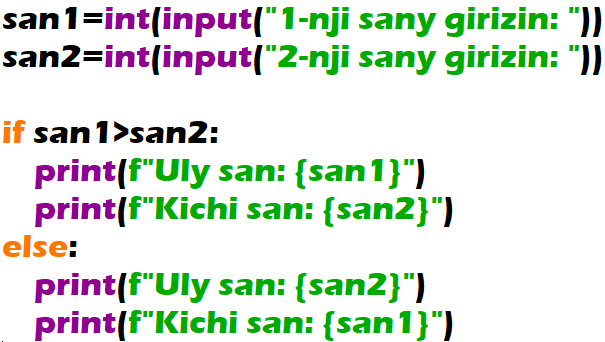 san1=int(input("1-nji sany girizin: "))
san2=int(input("2-nji sany girizin: "))
if san1>san2:
    print(f"Uly san: {san1}")
    print(f"Kichi san: {san2}")
else:
    print(f"Uly san: {san2}")
    print(f"Kichi san: {san1}")